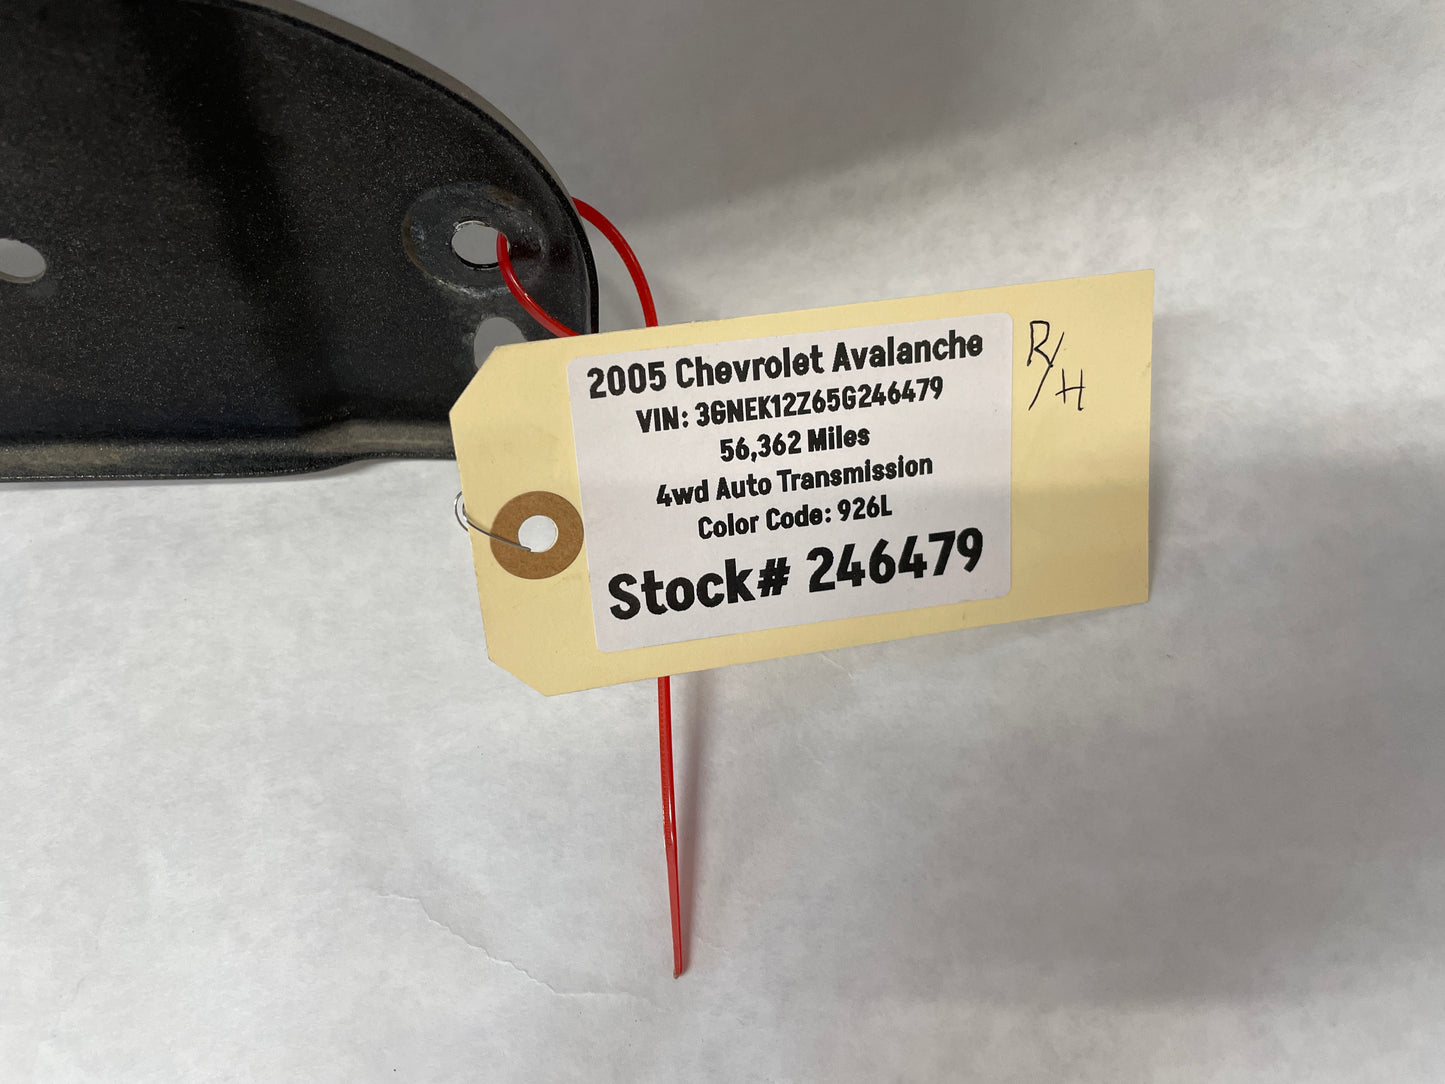 2005 Chevrolet Avalanche
VIN: 3GNEK12Z65G246479
56,362 Miles
4wd Auto Transmission
Color Code: 926L
Stock# 246479
R/H